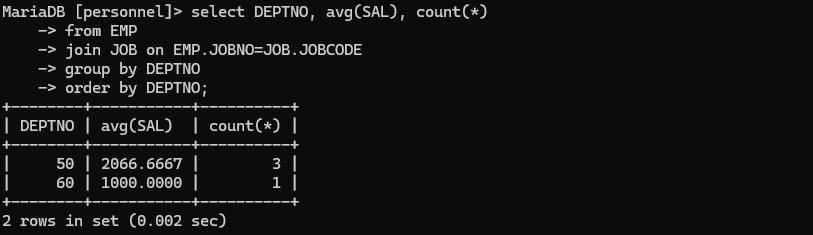 MariaDB [personnel]> select DEPTNO, avg(SAL), count(*)
    -> from EMP
    -> join JOB on EMP.JOBNO=JOB.JOBCODE
    -> group by DEPTNO
    -> order by DEPTNO;
+--------+-----------+----------+
| DEPTNO | avg(SAL)  | count(*) |
+--------+-----------+----------+
|     50 | 2066.6667 |        3 |
|     60 | 1000.0000 |        1 |
+--------+-----------+----------+
2 rows in set (0.002 sec)